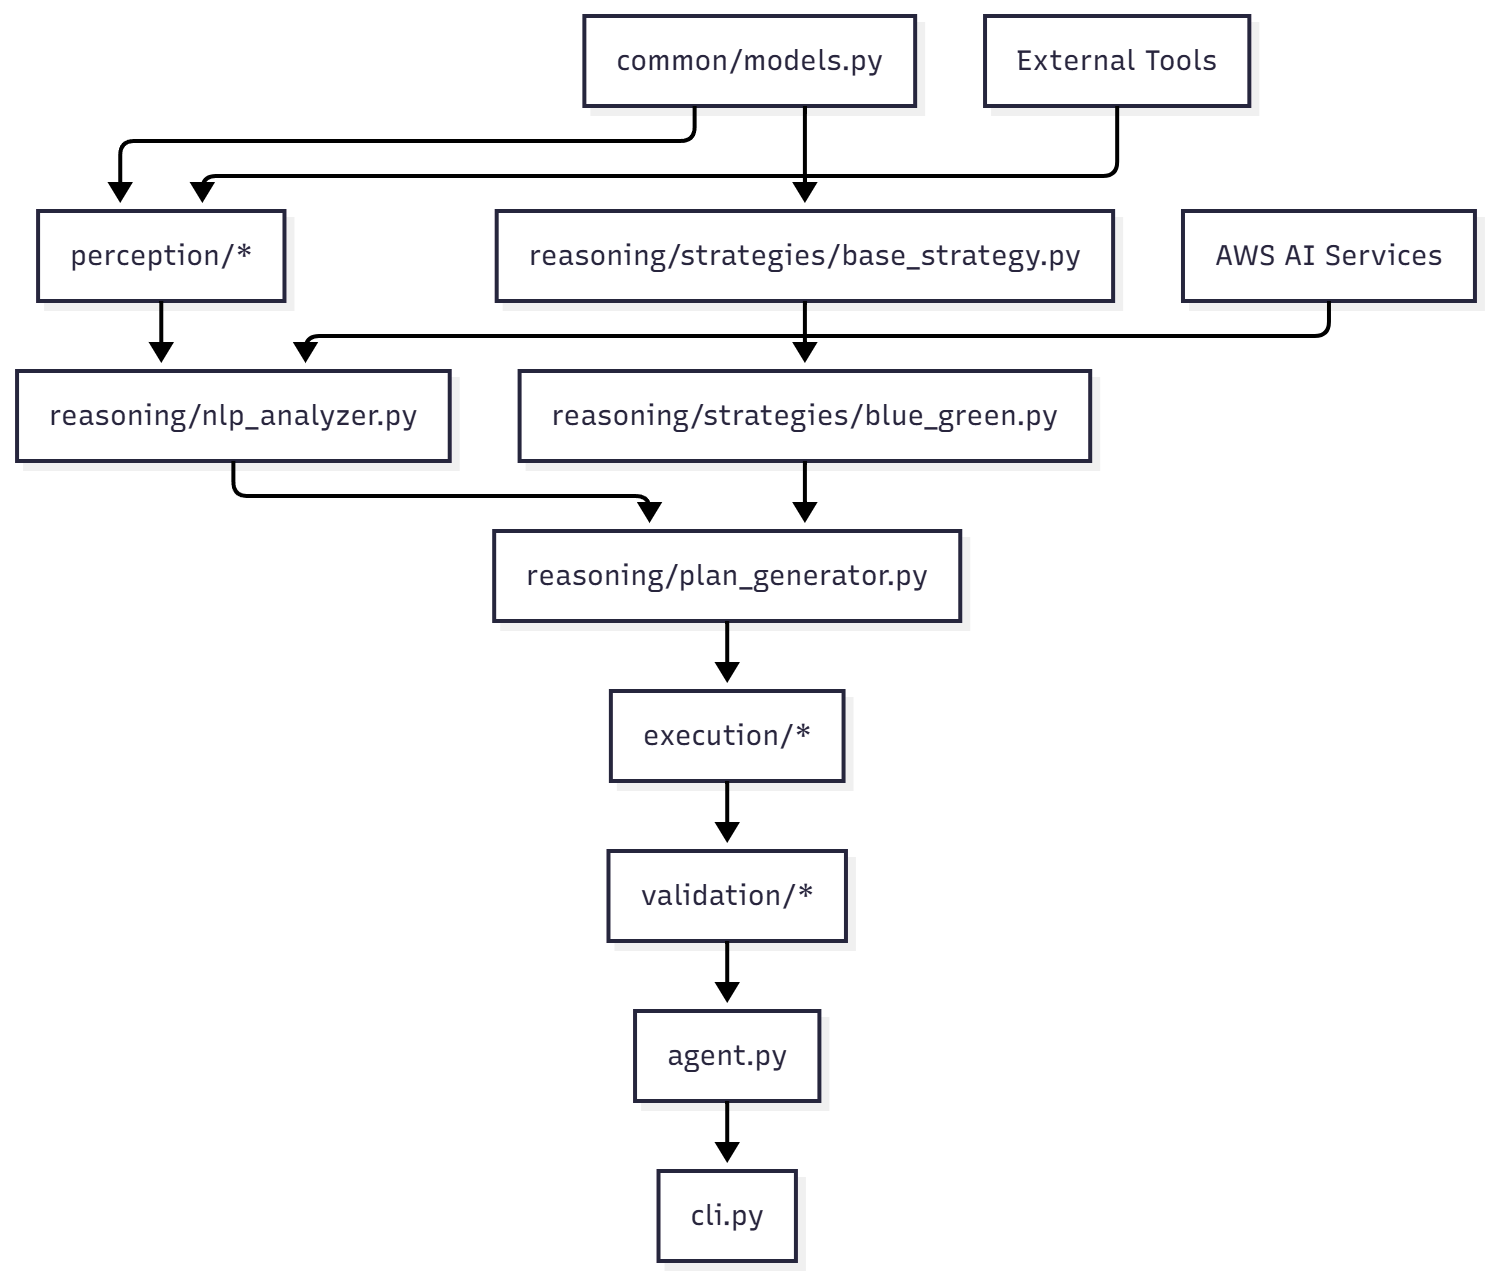 common/models.py
External Tools
perception/*
reasoning/strategies/base_strategy.py
AWS AI Services
reasoning/nlp_analyzer.py
reasoning/strategies/blue_green.py
reasoning/plan_generator.py
execution/*
validation/*
agent.py
cli.py